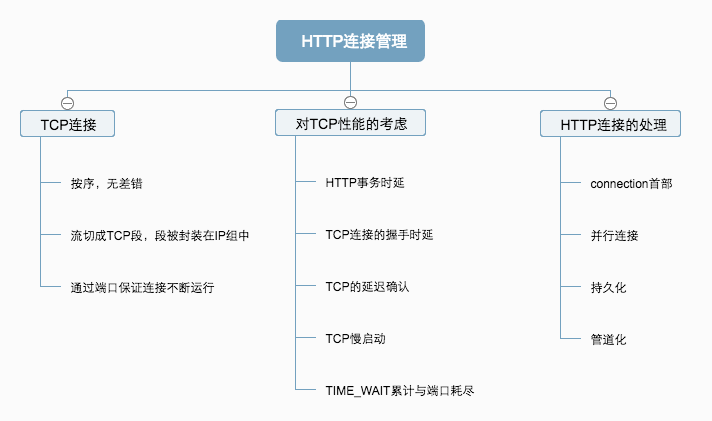 HTTP连接管理
TCP连接
按序，无差错
流切成TCP段，段被封装在IP组中
通过端口保证连接不断运行
对TCP性能的考虑
HTTP事务时延
TCP连接的握手时延
TCP的延迟确认
TCP慢启动
TIME_WAIT累计与端口耗尽
HTTP连接的处理
connection首部
并行连接
持久化
管道化